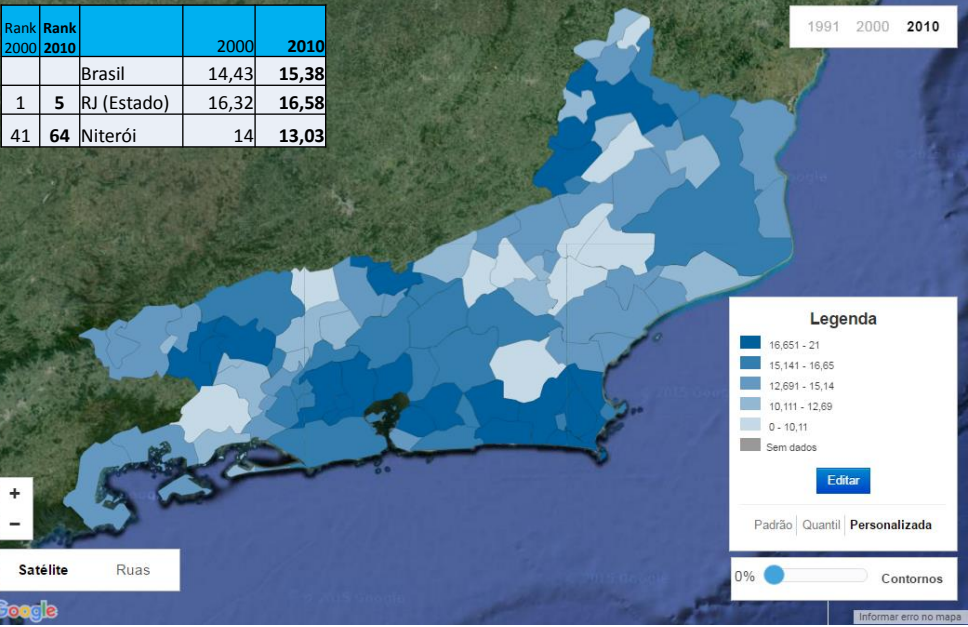 Rank 2000 Rank 2010 2000 2010
Brasil 14,43 15,38
1 5 RJ (Estado) 16,32 16,58
41 64 Niterói 14 13,03
1991 2000 2010
Legenda
16,651 - 21
15,141 - 16,65
12,691 - 15,14
10,111 - 12,69
0 - 10,11
Sem dados
Editar
Padrão Quantil Personalizada
+
−
Satélite Ruas
0% Contornos
Google
Informar erro no mapa